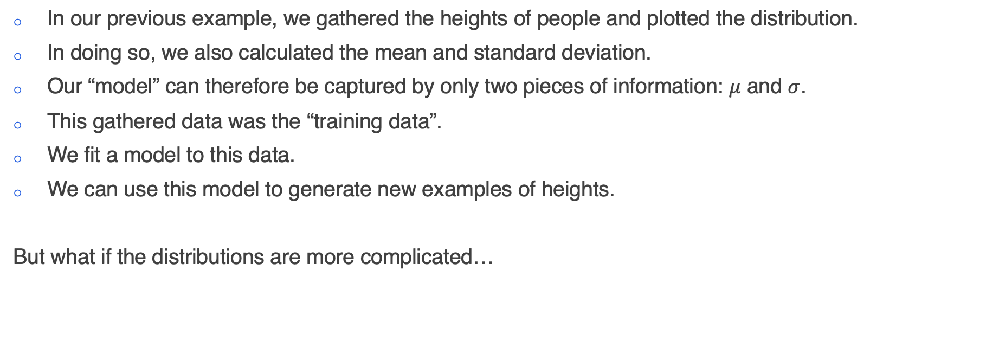 In our previous example, we gathered the heights of people and plotted the distribution.
In doing so, we also calculated the mean and standard deviation.
Our “model” can therefore be captured by only two pieces of information: μ and σ.
This gathered data was the “training data”.
We fit a model to this data.
We can use this model to generate new examples of heights.
But what if the distributions are more complicated…